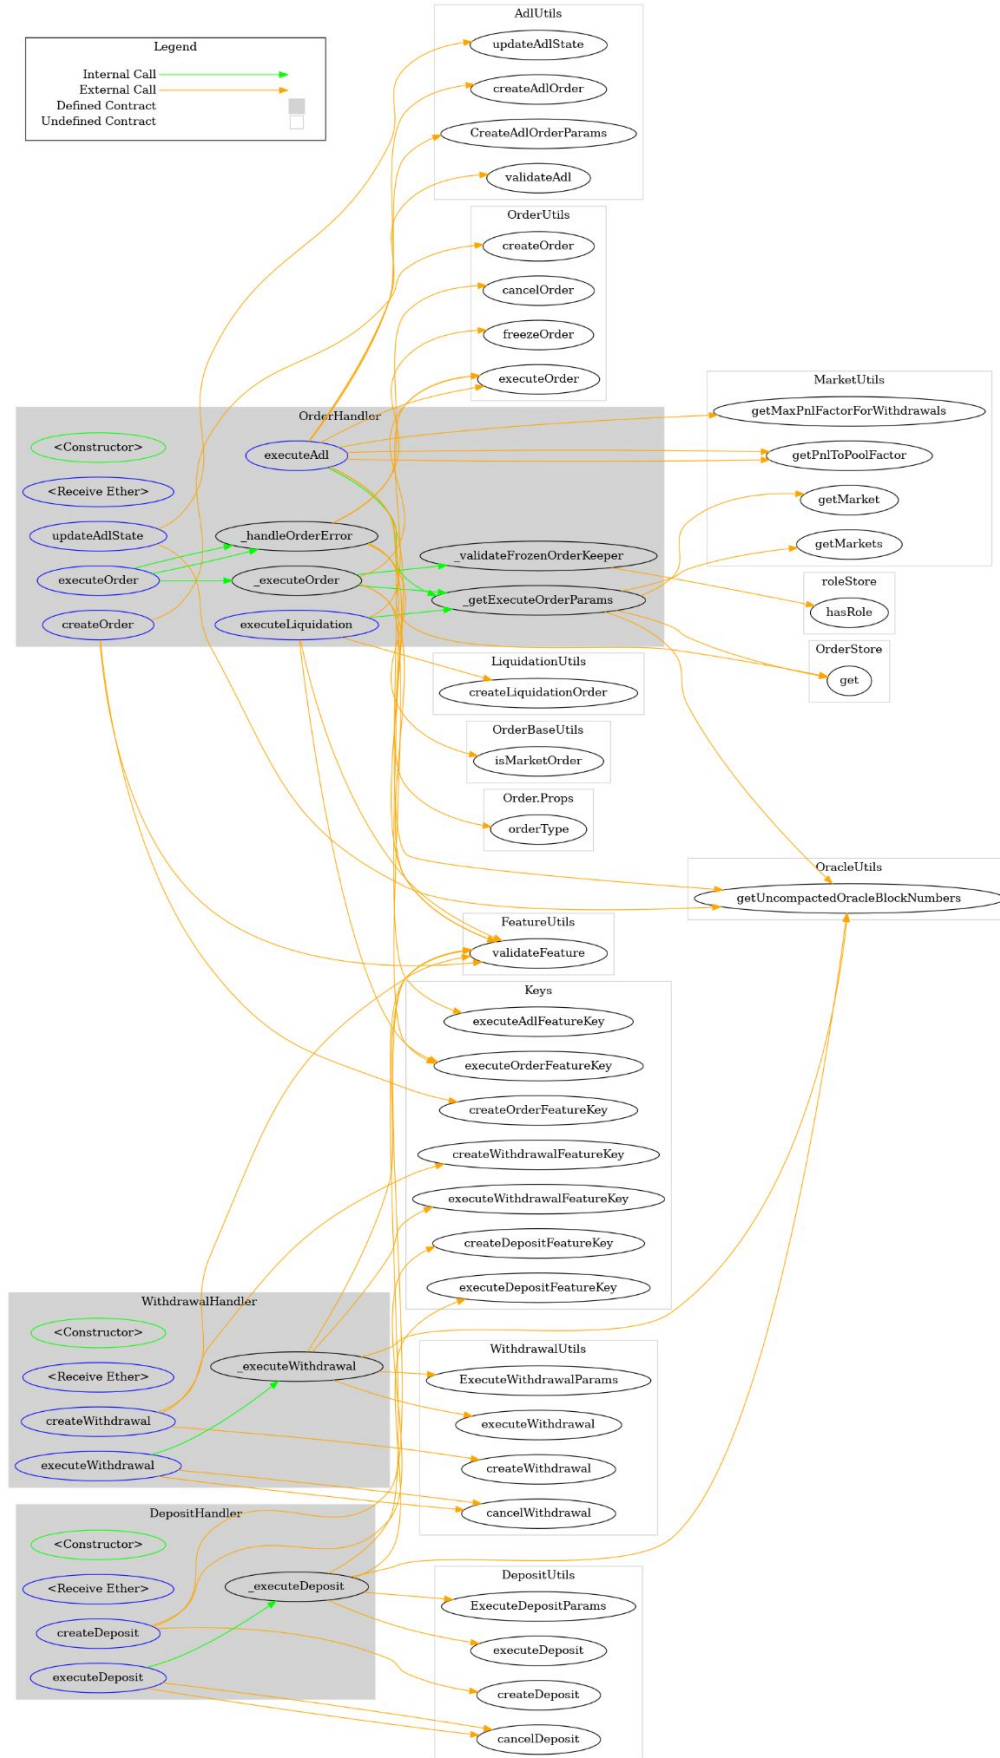 Legend
Internal Call
External Call
Defined Contract
Undefined Contract
AdlUtils
updateAdlState
createAdlOrder
CreateAdlOrderParams
validateAdl
OrderUtils
createOrder
cancelOrder
freezeOrder
executeOrder
MarketUtils
getMaxPnlFactorForWithdrawals
getPnlToPoolFactor
getMarket
getMarkets
OrderHandler
<Constructor>
<Receive Ether>
updateAdlState
executeOrder
createOrder
executeAdl
_handleOrderError
_executeOrder
executeLiquidation
_validateFrozenOrderKeeper
_getExecuteOrderParams
roleStore
hasRole
OrderStore
get
LiquidationUtils
createLiquidationOrder
OrderBaseUtils
isMarketOrder
Order.Props
orderType
OracleUtils
getUncompactedOracleBlockNumbers
FeatureUtils
validateFeature
Keys
executeAdlFeatureKey
executeOrderFeatureKey
createOrderFeatureKey
createWithdrawalFeatureKey
executeWithdrawalFeatureKey
createDepositFeatureKey
executeDepositFeatureKey
WithdrawalHandler
<Constructor>
<Receive Ether>
createWithdrawal
executeWithdrawal
_executeWithdrawal
WithdrawalUtils
ExecuteWithdrawalParams
executeWithdrawal
createWithdrawal
cancelWithdrawal
DepositHandler
<Constructor>
<Receive Ether>
createDeposit
executeDeposit
_executeDeposit
DepositUtils
ExecuteDepositParams
executeDeposit
createDeposit
cancelDeposit